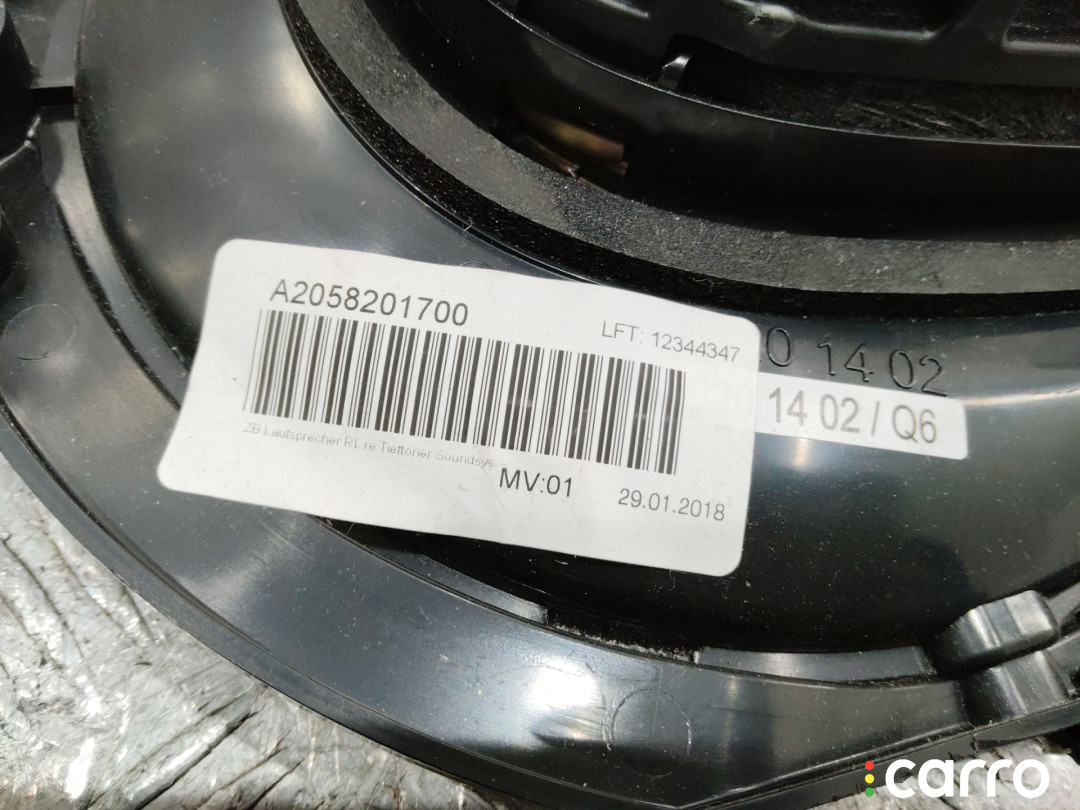 A2058201700
LFT: 12344347
ZB Lautsprecher RL re Tieftöner Soundsys
MV:01
29.01.2018
0 14 02
14 02 / Q6
carro